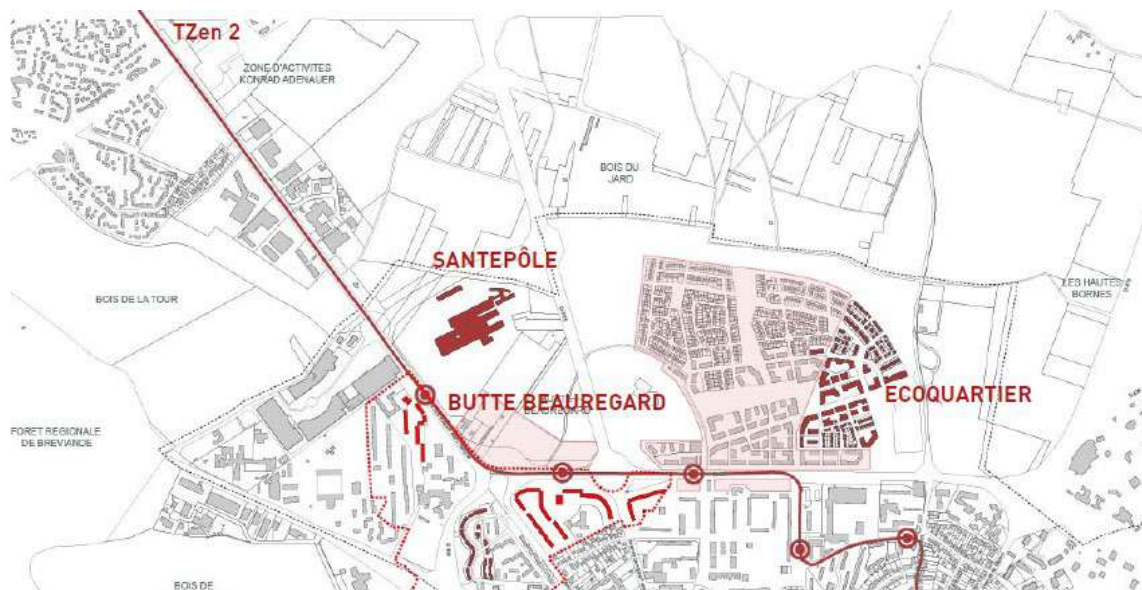 TZen 2
ZONE D'ACTIVITES
KONRAD ADENAUER
BOIS DU
JARD
SANTEPÔLE
BOIS DE LA TOUR
LES HAUTES
BORNES
BUTTE BEAUREGARD
ECOQUARTIER
FORET REGIONALE
DE BREVIANDE
BOIS DE